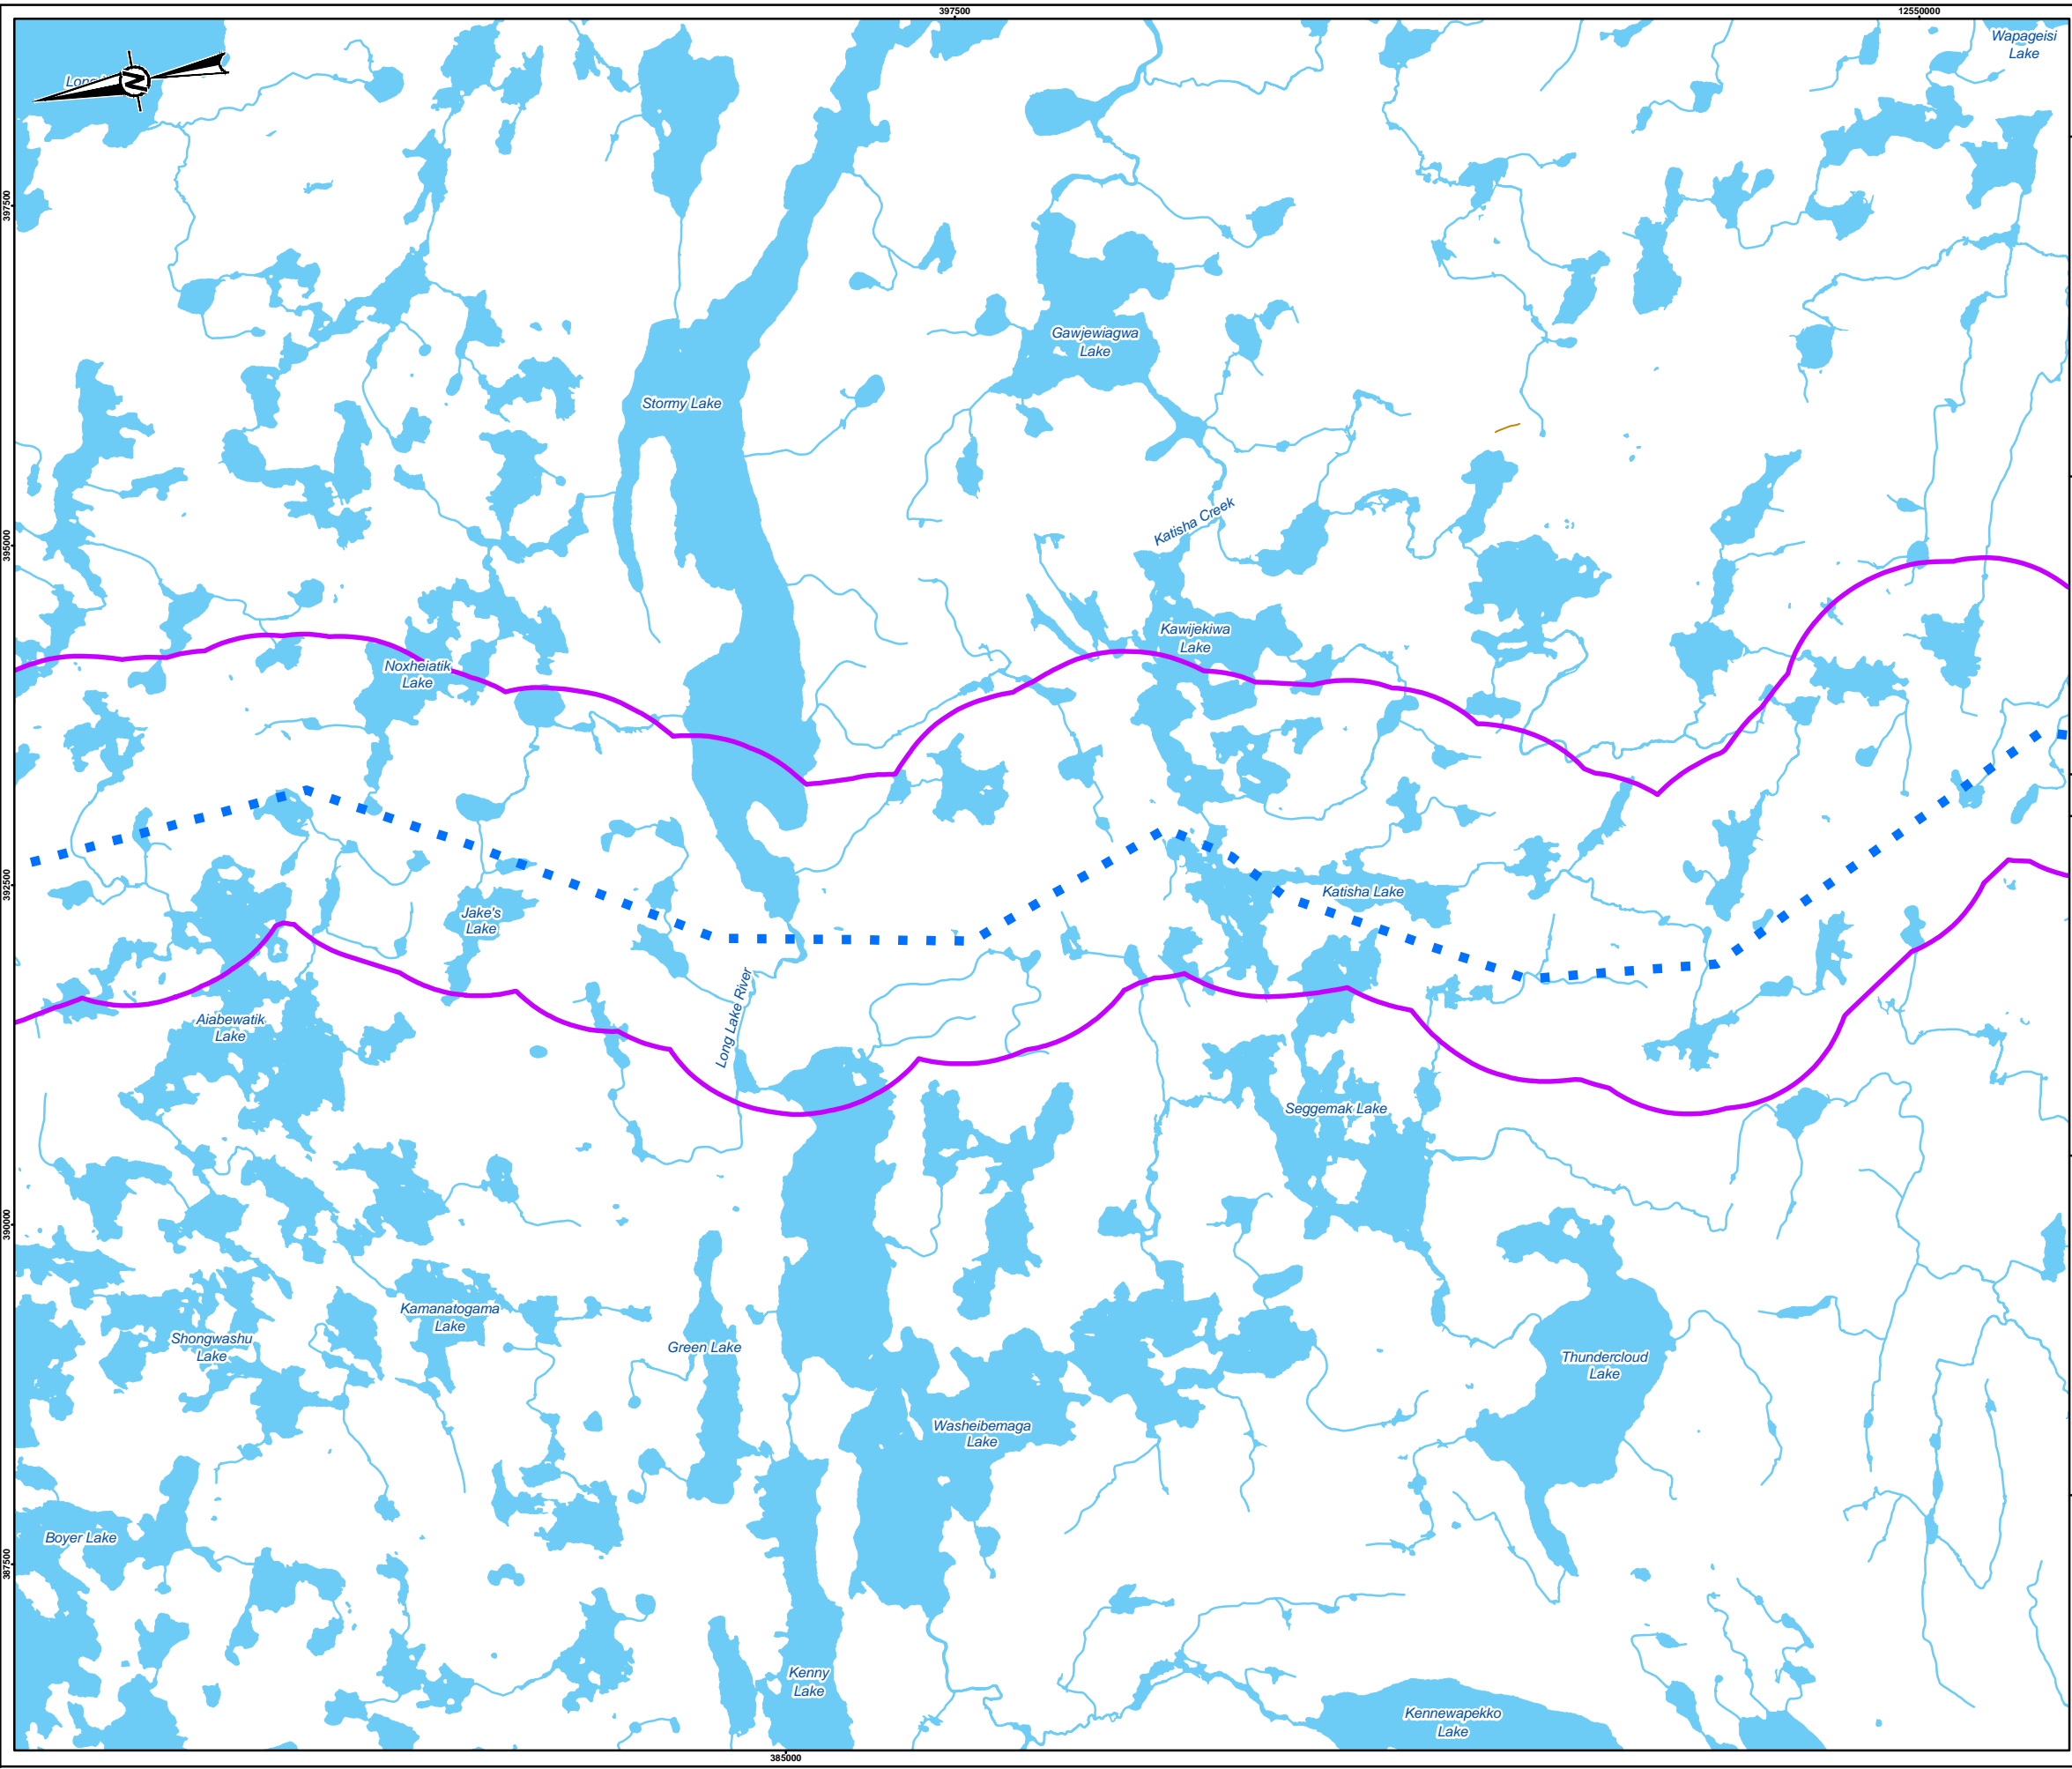 397500
12550000
Wapageisi
Lake
Long
N
397500
Gawjewiagwa
Lake
Stormy Lake
Katisha Creek
395000
Kawijekiwa
Lake
Noxheiatik
Lake
392500
Katisha Lake
Jake's
Lake
Long Lake River
Aiabewatik
Lake
Seggemak Lake
390000
Kamanatogama
Lake
Shongwashu
Lake
Green Lake
Thundercloud
Lake
Washeibemaga
Lake
Boyer Lake
387500
Kenny
Lake
Kennewapekko
Lake
385000